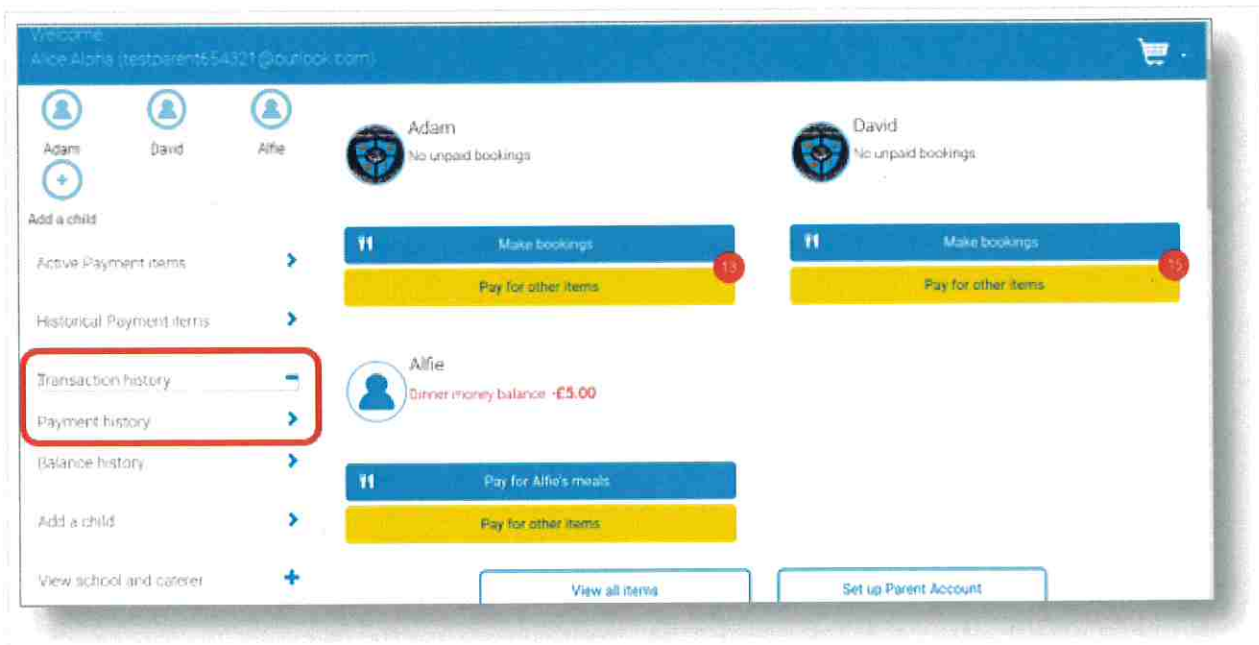 Welcome
Alice Alpha (testparent654321@outlook.com)
Adam
David
Alfie
Add a child
Active Payment items
Historical Payment items
Transaction history
Payment history
Balance history
Add a child
View school and caterer
Adam
No unpaid bookings
Make bookings
13
Pay for other items
David
No unpaid bookings
Make bookings
15
Pay for other items
Alfie
Dinner money balance -£5.00
Pay for Alfie's meals
Pay for other items
View all items
Set up Parent Account